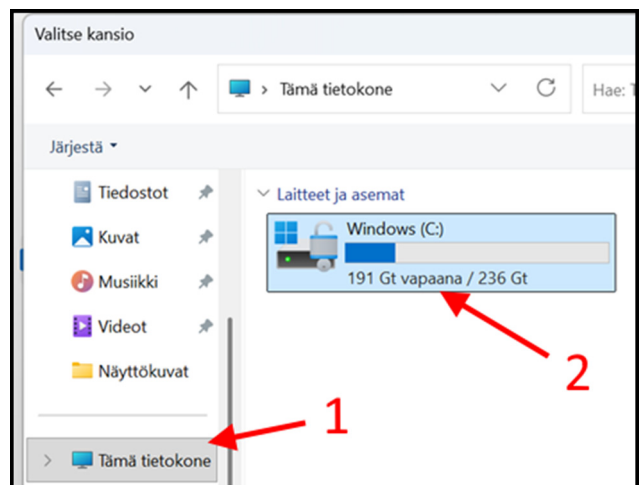 Valitse kansio
Tämä tietokone
Hae:
Järjestä
Tiedostot
Kuvat
Musiikki
Videot
Näyttökuvat
Tämä tietokone
Laitteet ja asemat
Windows (C:)
191 Gt vapaana / 236 Gt
1
2